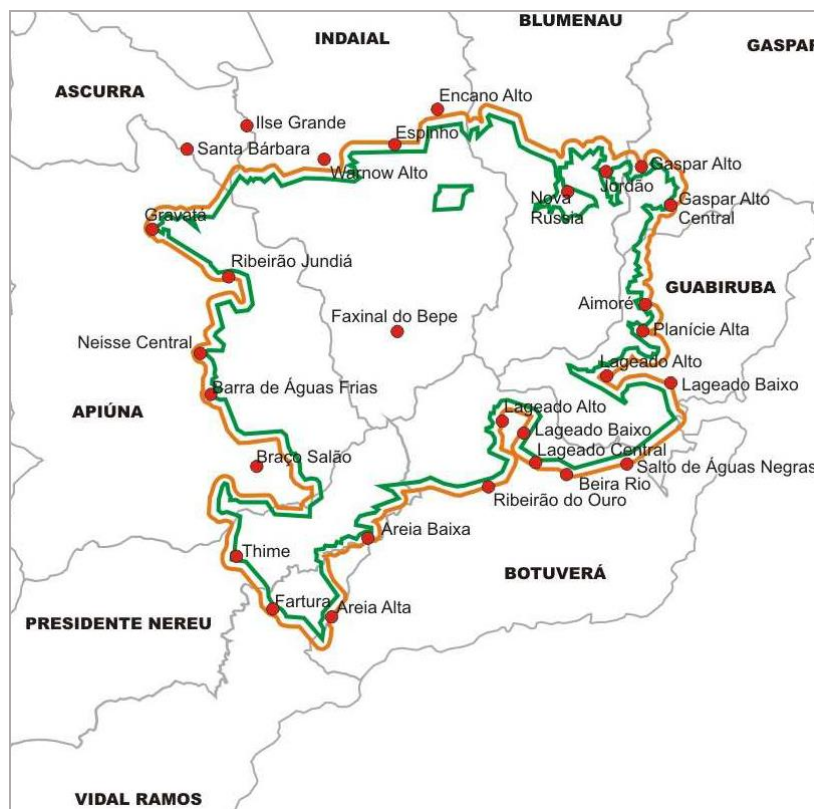 BLUMENAU
INDAIAL
GASPAR
ASCURRA
Encano Alto
Ilse Grande
Espinho
Santa Bárbara
Warnow Alto
Gaspar Alto
Jordão
Nova
Rússia
Gaspar Alto
Central
Gravatá
Ribeirão Jundiá
GUABIRUBA
Aimoré
Faxinal do Bepe
Planície Alta
Neisse Central
Lageado Alto
Lageado Baixo
Barra de Águas Frias
APIÚNA
Lageado Alto
Lageado Baixo
Lageado Central
Braço Salão
Salto de Águas Negras
Beira Rio
Ribeirão do Ouro
Areia Baixa
Thime
BOTUVERÁ
Fartura
Areia Alta
PRESIDENTE NEREU
VIDAL RAMOS